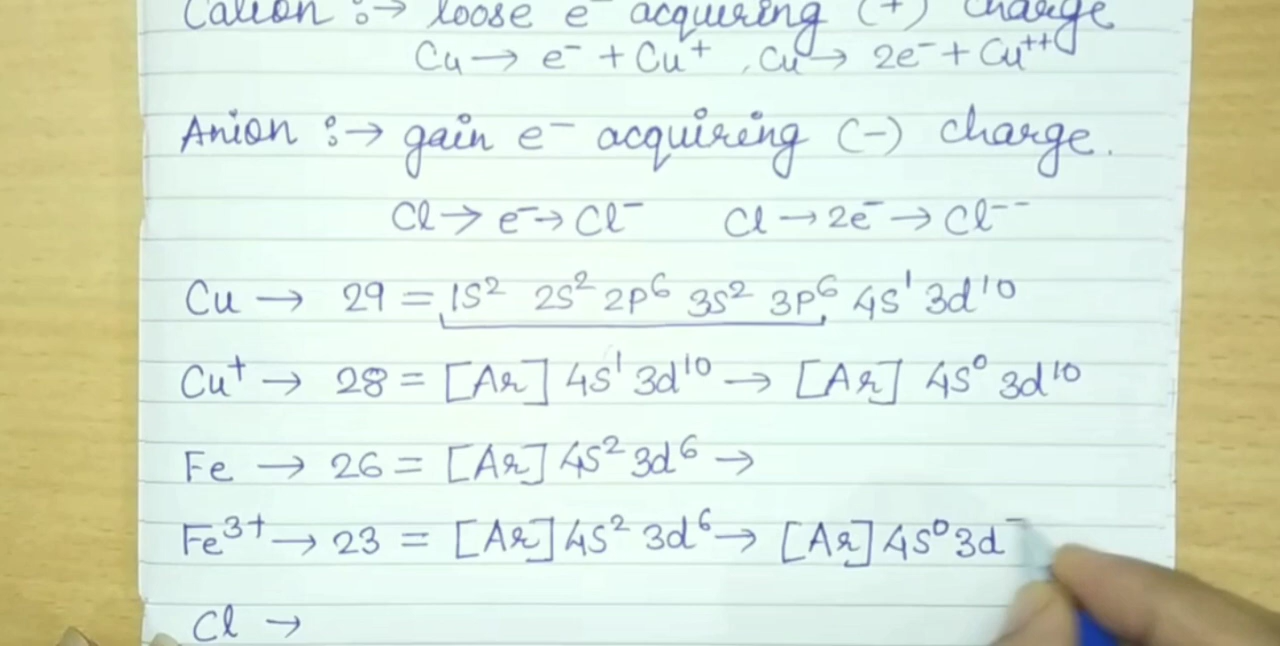 Cation :→ loose e⁻ acquiring (+) charge
Cu → e⁻ + Cu⁺ , Cu → 2e⁻ + Cu⁺⁺
Anion :→ gain e⁻ acquiring (-) charge.
Cl → e⁻ → Cl⁻ Cl → 2e⁻ → Cl⁻⁻
Cu → 29 = 1S² 2S² 2P⁶ 3S² 3P⁶ 4S¹ 3d¹⁰
Cu⁺ → 28 = [Ar] 4S¹ 3d¹⁰ → [Ar] 4S⁰ 3d¹⁰
Fe → 26 = [Ar] 4S² 3d⁶ →
Fe³⁺ → 23 = [Ar] 4S² 3d⁶ → [Ar] 4S⁰ 3d
Cl →